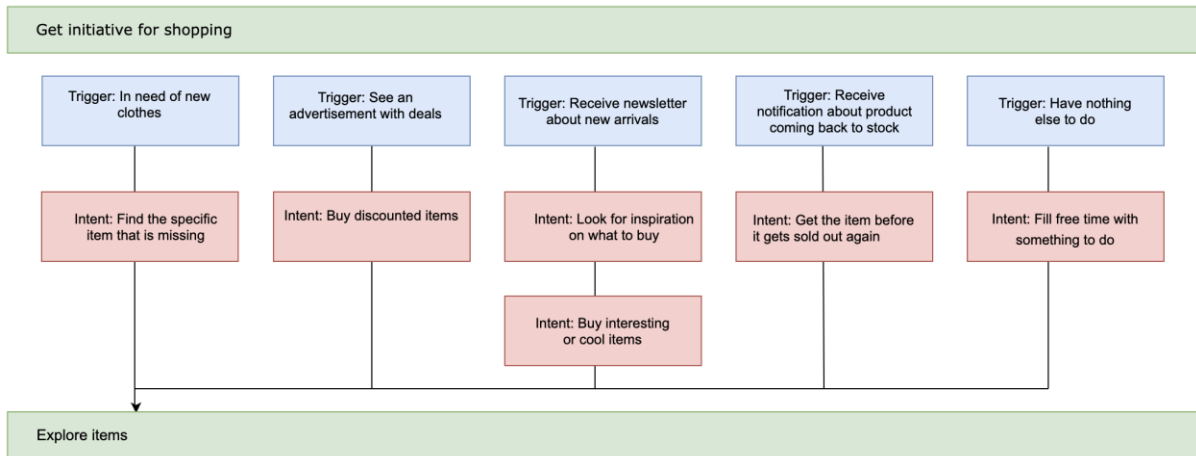 Get initiative for shopping
Trigger: In need of new
clothes
Trigger: See an
advertisement with deals
Trigger: Receive newsletter
about new arrivals
Trigger: Receive
notification about product
coming back to stock
Trigger: Have nothing
else to do
Intent: Find the specific
item that is missing
Intent: Buy discounted items
Intent: Look for inspiration
on what to buy
Intent: Get the item before
it gets sold out again
Intent: Fill free time with
something to do
Intent: Buy interesting
or cool items
Explore items